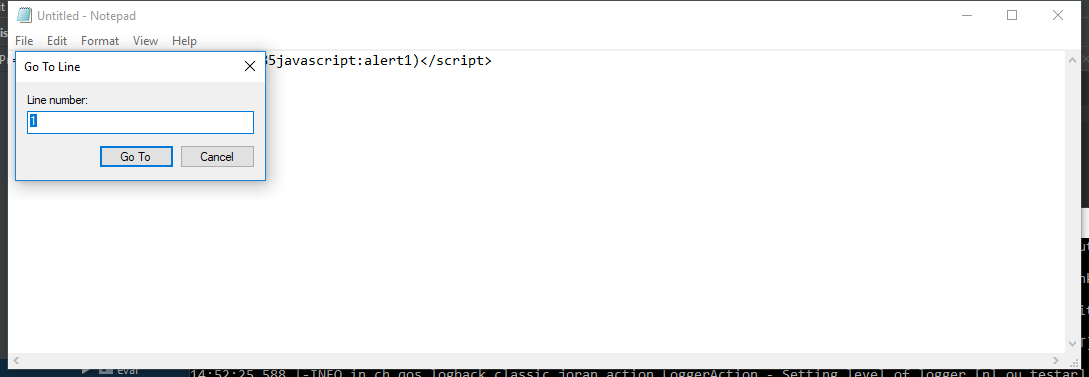 Untitled - Notepad
File Edit Format View Help
35javascript:alert1)</script>
Go To Line
Line number:
1
Go To Cancel
eval
14:52:25,588 |-INFO in ch.qos.logback.classic.joran.action.LoggerAction - Setting level of logger [nl.ou.testar]